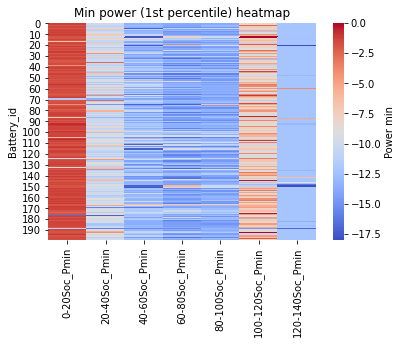 Min power (1st percentile) heatmap
Battery_id
0
10
20
30
40
50
60
70
80
90
100
110
120
130
140
150
160
170
180
190
0-20Soc_Pmin
20-40Soc_Pmin
40-60Soc_Pmin
60-80Soc_Pmin
80-100Soc_Pmin
100-120Soc_Pmin
120-140Soc_Pmin
0.0
−2.5
−5.0
−7.5
−10.0
−12.5
−15.0
−17.5
Power min